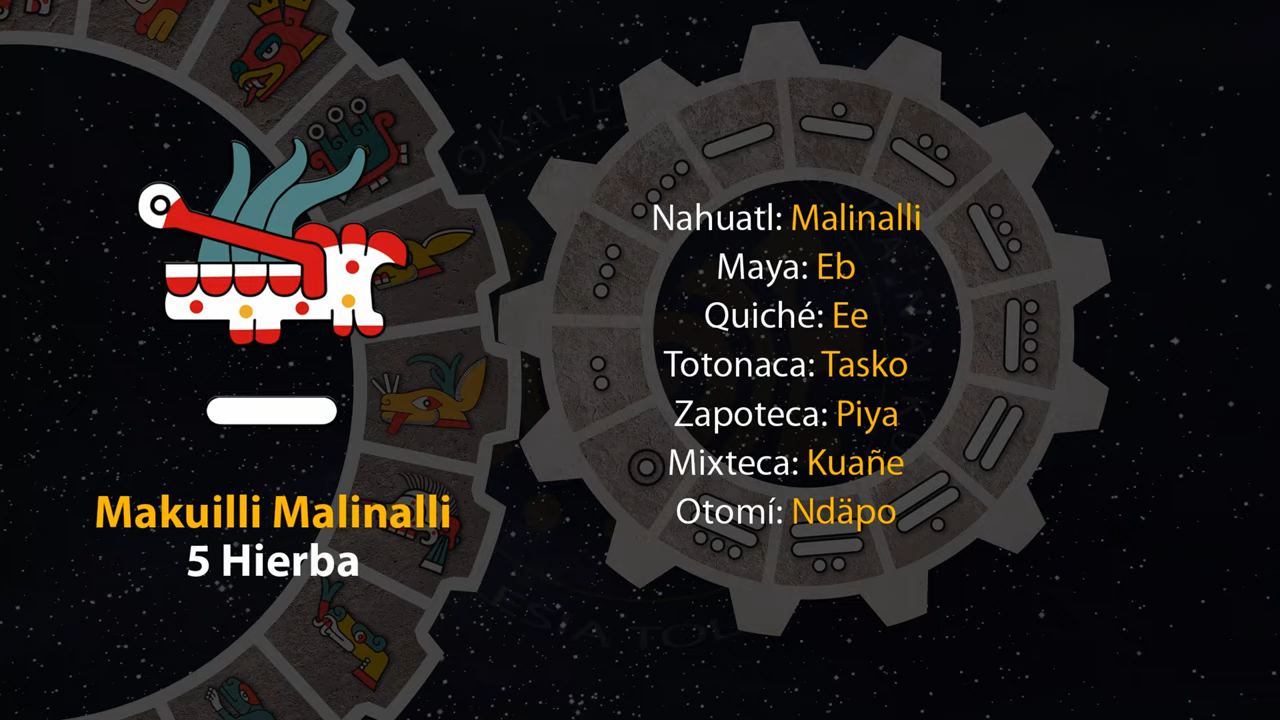 Makuilli Malinalli
5 Hierba
Nahuatl: Malinalli
Maya: Eb
Quiché: Ee
Totonaca: Tasko
Zapoteca: Piya
Mixteca: Kuañe
Otomí: Ndäpo